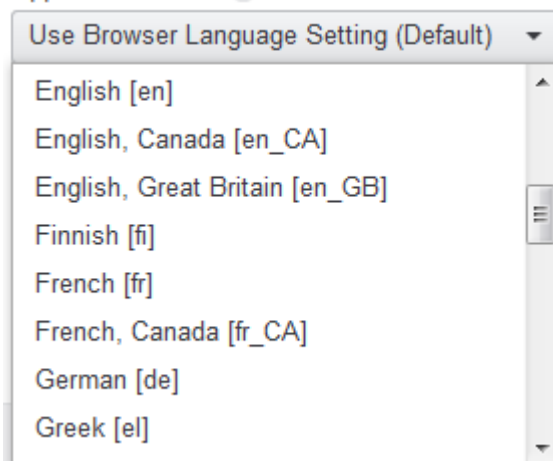 Use Browser Language Setting (Default)
English [en]
English, Canada [en_CA]
English, Great Britain [en_GB]
Finnish [fi]
French [fr]
French, Canada [fr_CA]
German [de]
Greek [el]